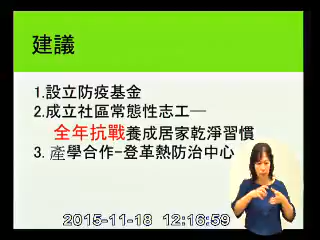 建議
1.設立防疫基金
2.成立社區常態性志工—
全年抗戰養成居家乾淨習慣
3. 產學合作-登革熱防治中心
2015-11-18 12:16:59